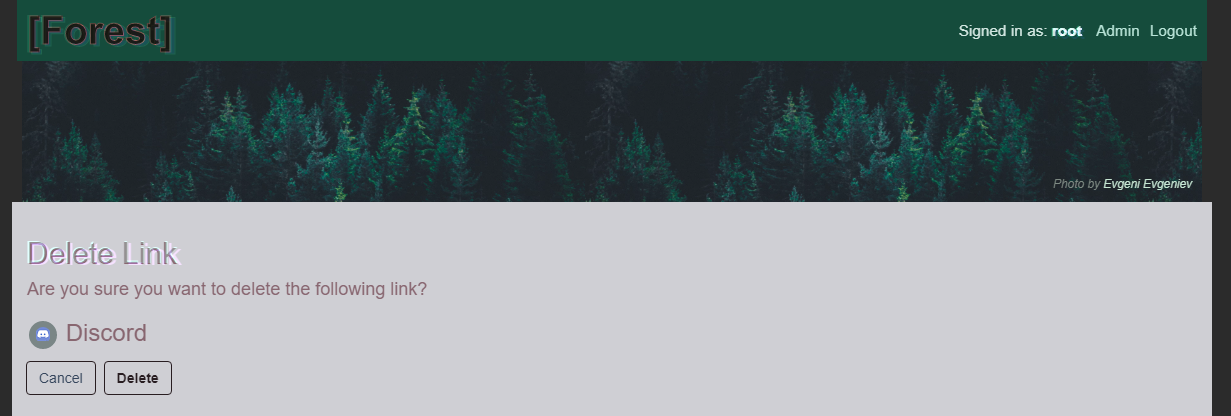 [Forest]
Signed in as: root Admin Logout
Photo by Evgeni Evgeniev
Delete Link
Are you sure you want to delete the following link?
Discord
Cancel Delete